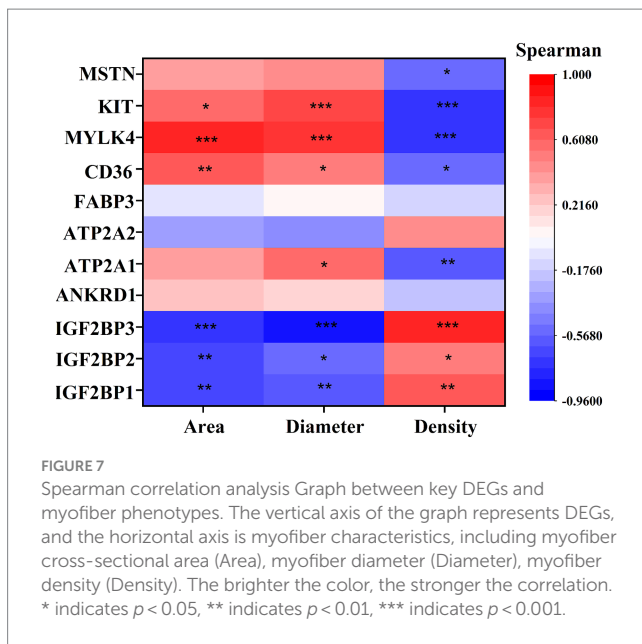 Spearman
MSTN * 1.000
KIT * *** ***
MYLK4 *** *** *** 0.6080
CD36 ** * *
FABP3 0.2160
ATP2A2
ATP2A1 * ** -0.1760
ANKRD1
IGF2BP3 *** *** *** -0.5680
IGF2BP2 ** * *
IGF2BP1 ** ** ** -0.9600
Area Diameter Density
FIGURE 7
Spearman correlation analysis Graph between key DEGs and
myofiber phenotypes. The vertical axis of the graph represents DEGs,
and the horizontal axis is myofiber characteristics, including myofiber
cross-sectional area (Area), myofiber diameter (Diameter), myofiber
density (Density). The brighter the color, the stronger the correlation.
* indicates p < 0.05, ** indicates p < 0.01, *** indicates p < 0.001.